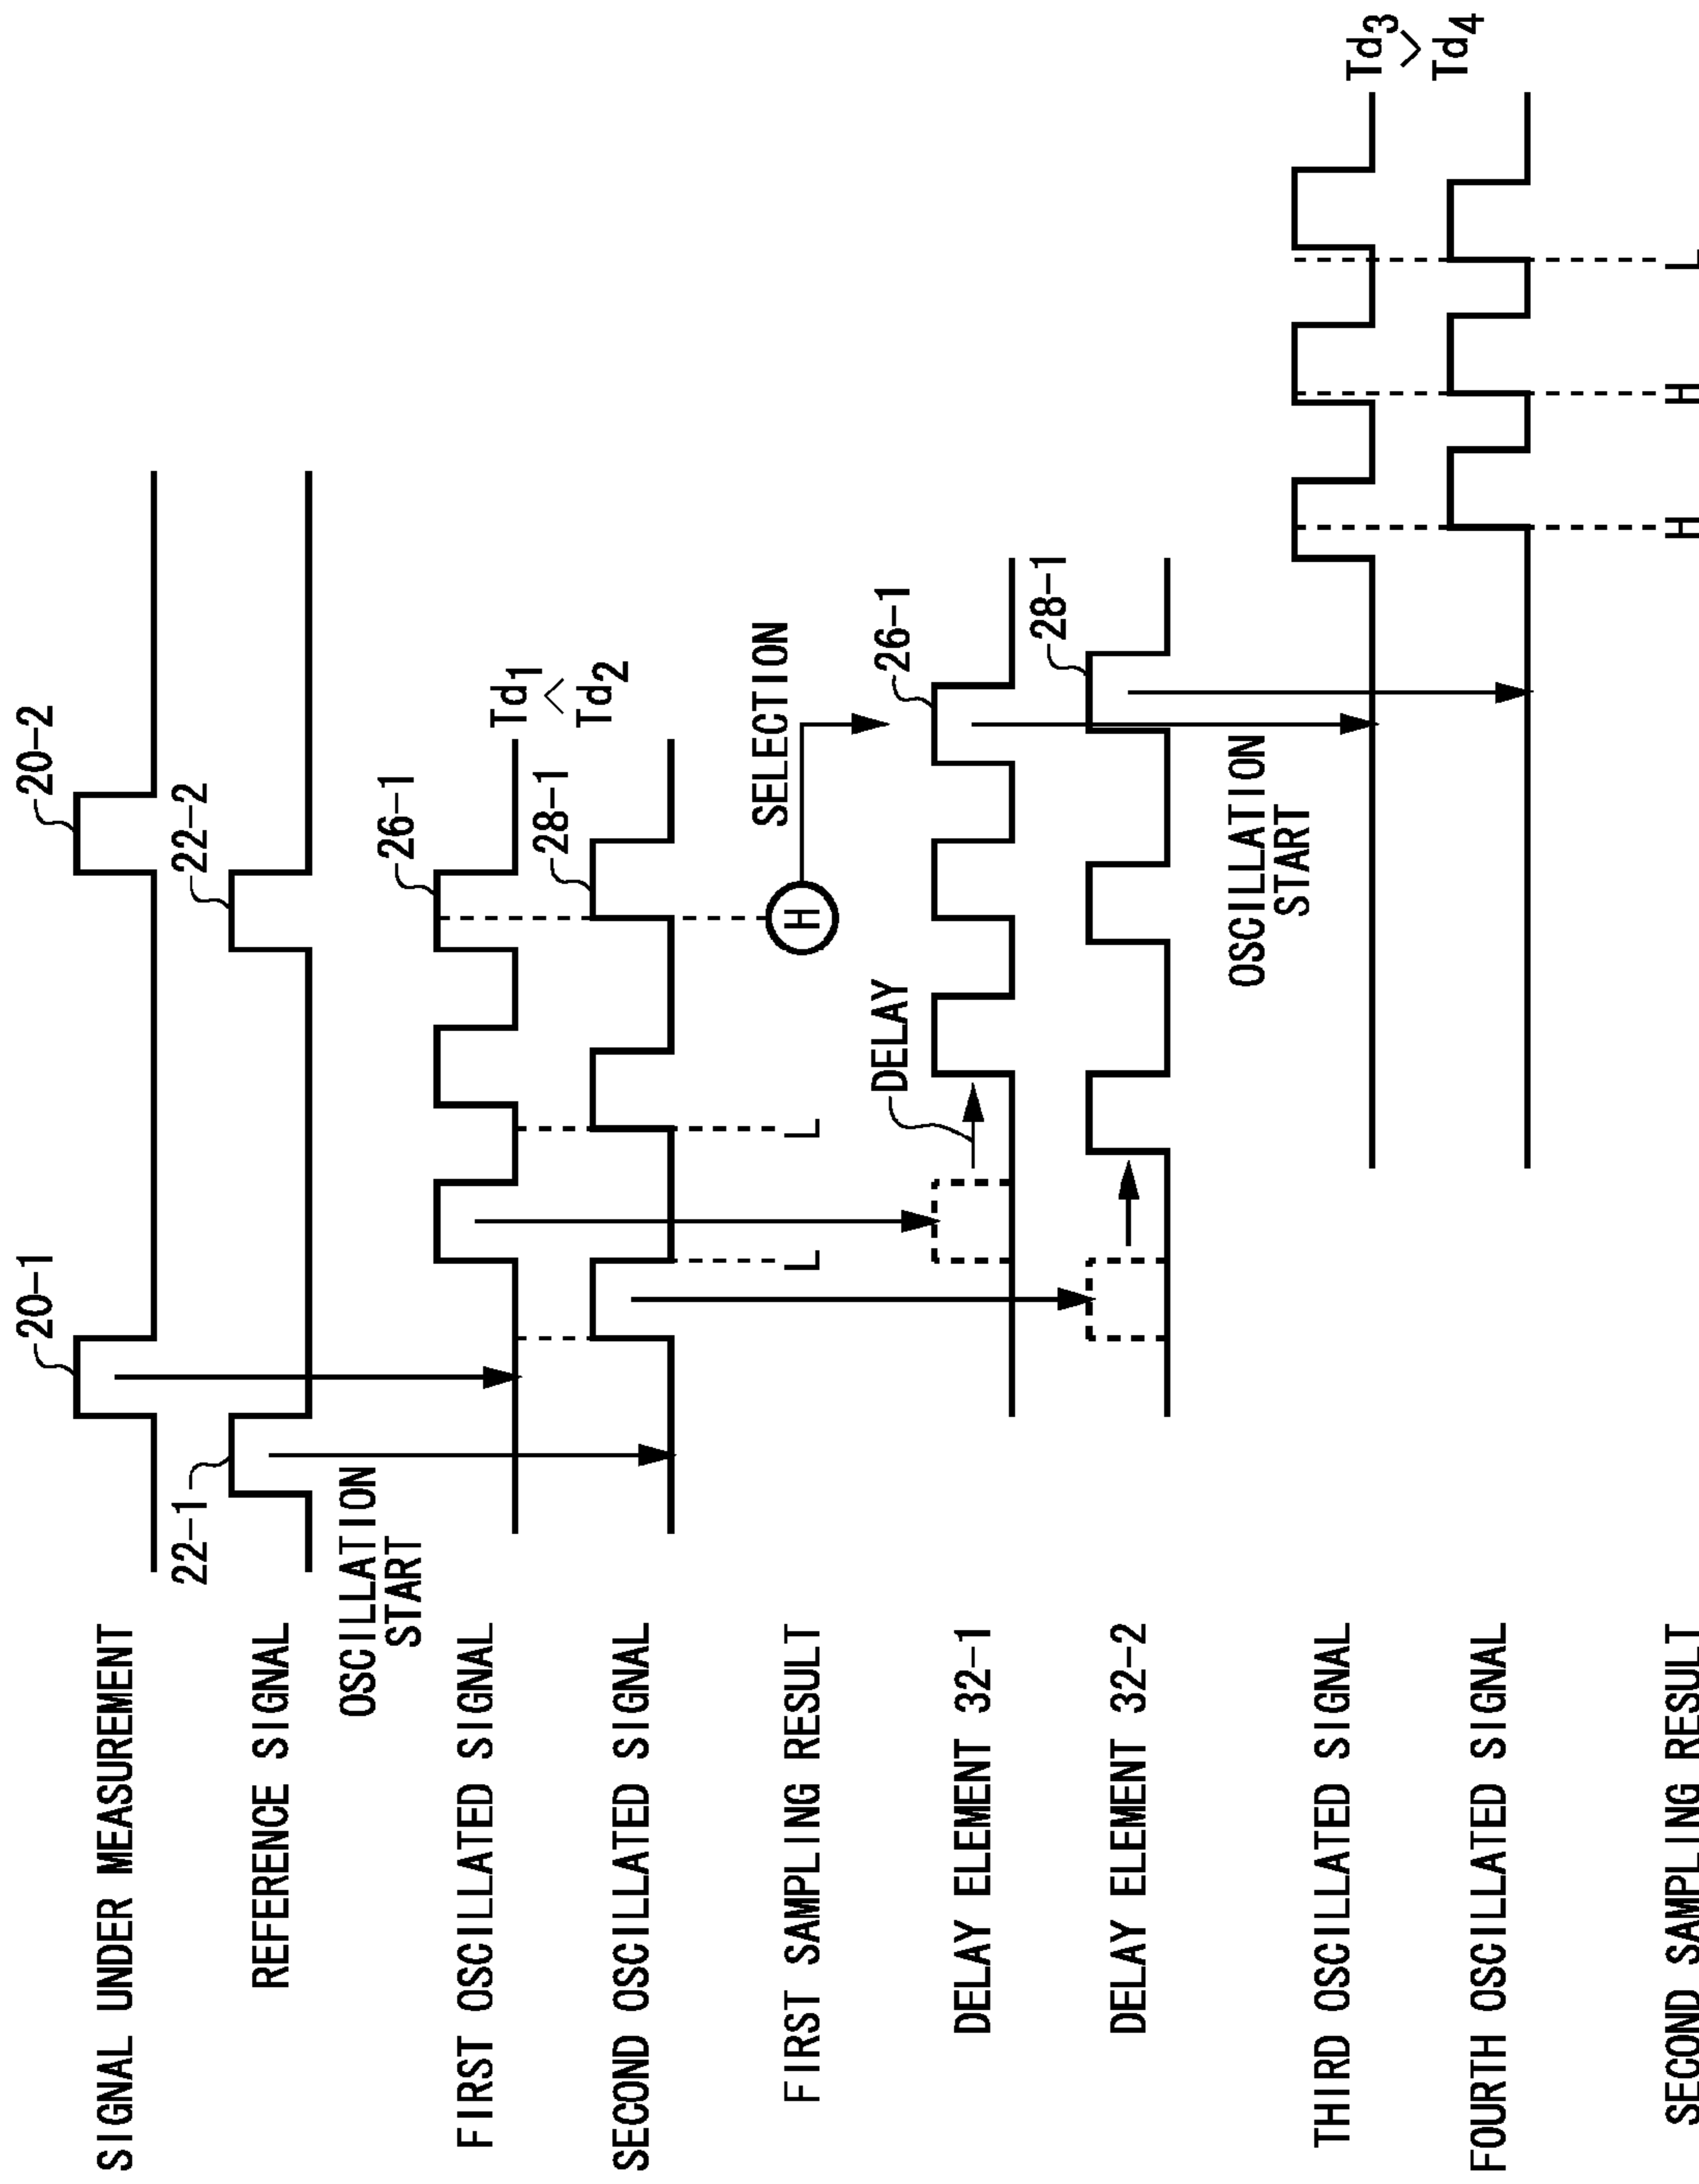 SIGNAL UNDER MEASUREMENT
20-1
20-2
REFERENCE SIGNAL
22-1
22-2
OSCILLATION
START
FIRST OSCILLATED SIGNAL
26-1
Td1
<
Td2
SECOND OSCILLATED SIGNAL
28-1
FIRST SAMPLING RESULT
L
L
H
SELECTION
DELAY ELEMENT 32-1
DELAY
26-1
DELAY ELEMENT 32-2
28-1
OSCILLATION
START
THIRD OSCILLATED SIGNAL
Td3
>
Td4
FOURTH OSCILLATED SIGNAL
SECOND SAMPLING RESULT
H
H
L